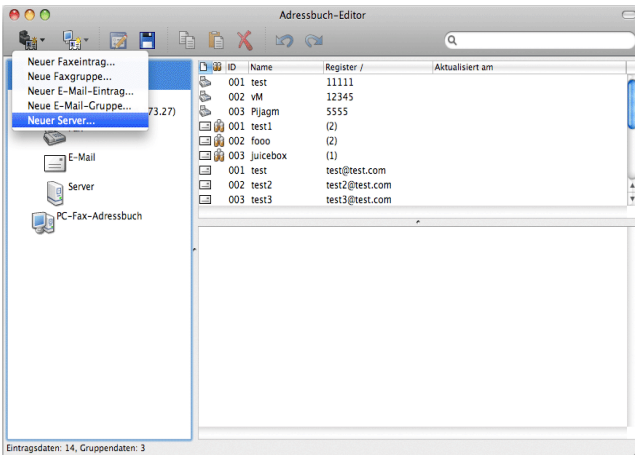 Adressbuch-Editor
Neuer Faxeintrag...
Neue Faxgruppe...
Neuer E-Mail-Eintrag...
Neue E-Mail-Gruppe...
Neuer Server...
73.27)
E-Mail
Server
PC-Fax-Adressbuch
ID Name Register / Aktualisiert am
001 test 11111
002 vM 12345
003 Pijagm 5555
001 test1 (2)
002 fooo (2)
003 juicebox (1)
001 test test@test.com
002 test2 test2@test.com
003 test3 test3@test.com
Eintragsdaten: 14, Gruppendaten: 3